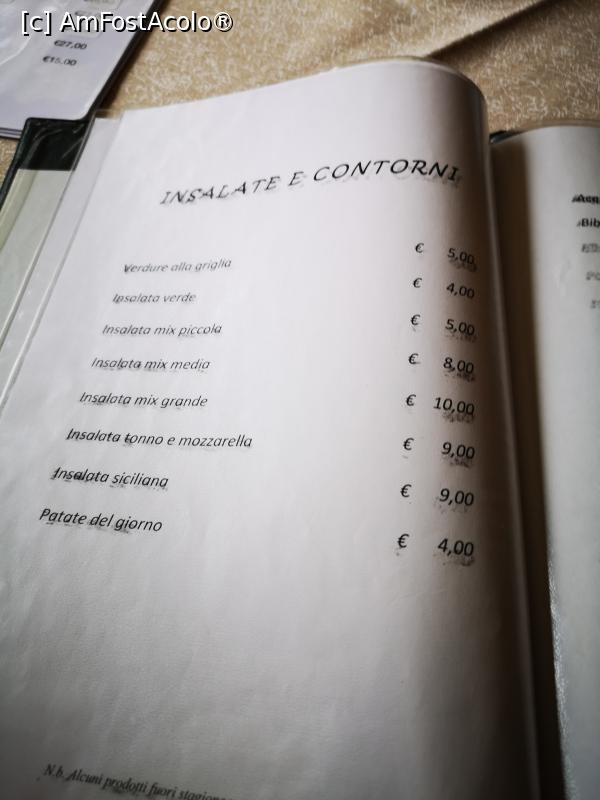 [c] AmFostAcolo®
€27,00
€15,00
INSALATE E CONTORNI
Verdure alla griglia € 5,00
Insalata verde € 4,00
Insalata mix piccola € 5,00
Insalata mix media € 8,00
Insalata mix grande € 10,00
Insalata tonno e mozzarella € 9,00
Insalata siciliana € 9,00
Patate del giorno € 4,00
N.b. Alcuni prodotti fuori stagione